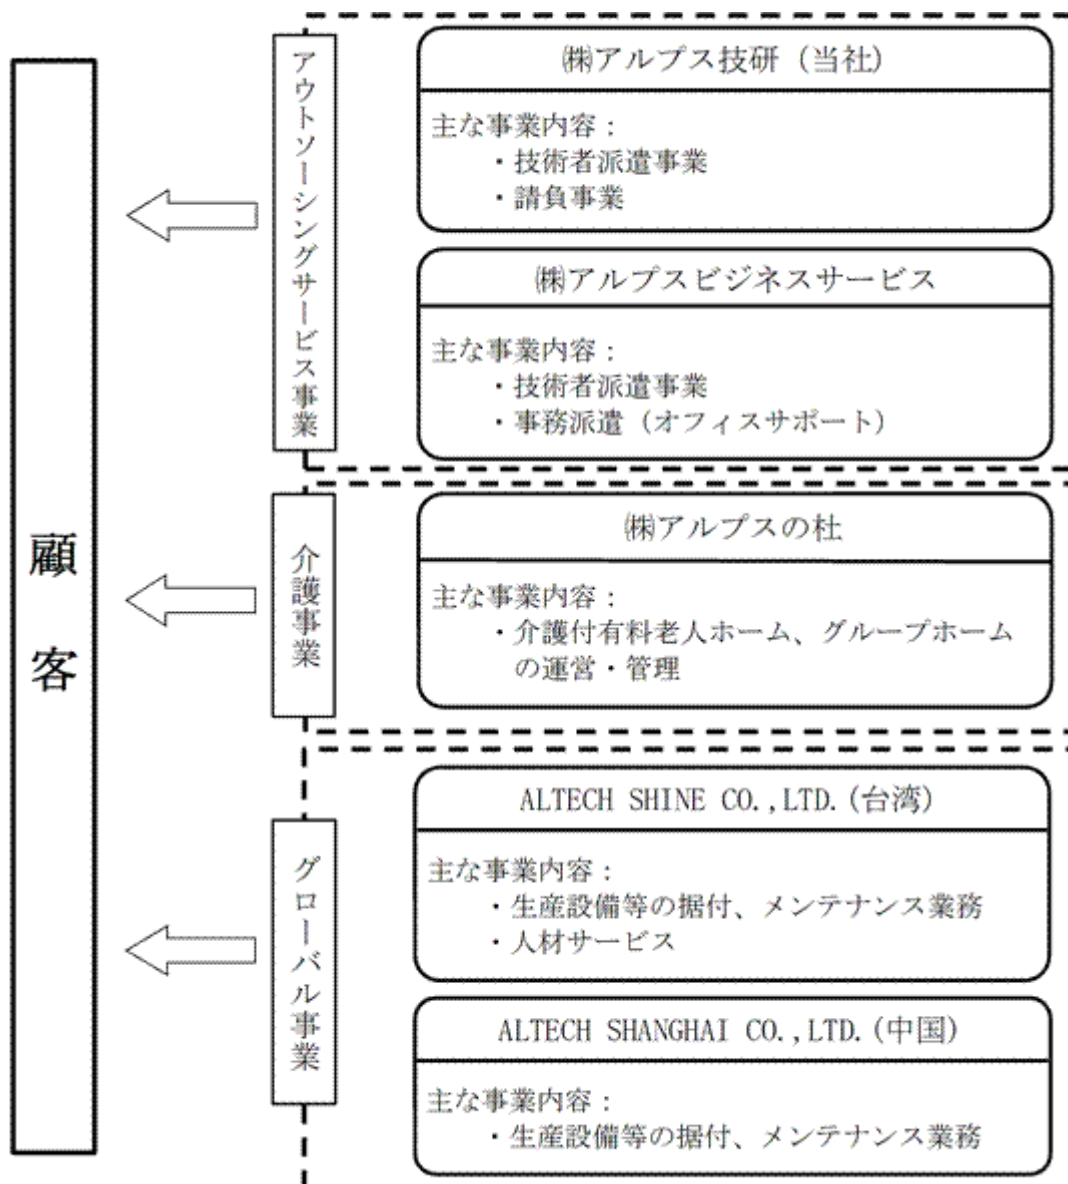 顧客
アウトソーシングサービス事業
㈱アルプス技研（当社）
主な事業内容：
・技術者派遣事業
・請負事業
㈱アルプスビジネスサービス
主な事業内容：
・技術者派遣事業
・事務派遣（オフィスサポート）
介護事業
㈱アルプスの杜
主な事業内容：
・介護付有料老人ホーム、グループホーム
の運営・管理
グローバル事業
ALTECH SHINE CO.,LTD.(台湾)
主な事業内容：
・生産設備等の据付、メンテナンス業務
・人材サービス
ALTECH SHANGHAI CO.,LTD.(中国)
主な事業内容：
・生産設備等の据付、メンテナンス業務